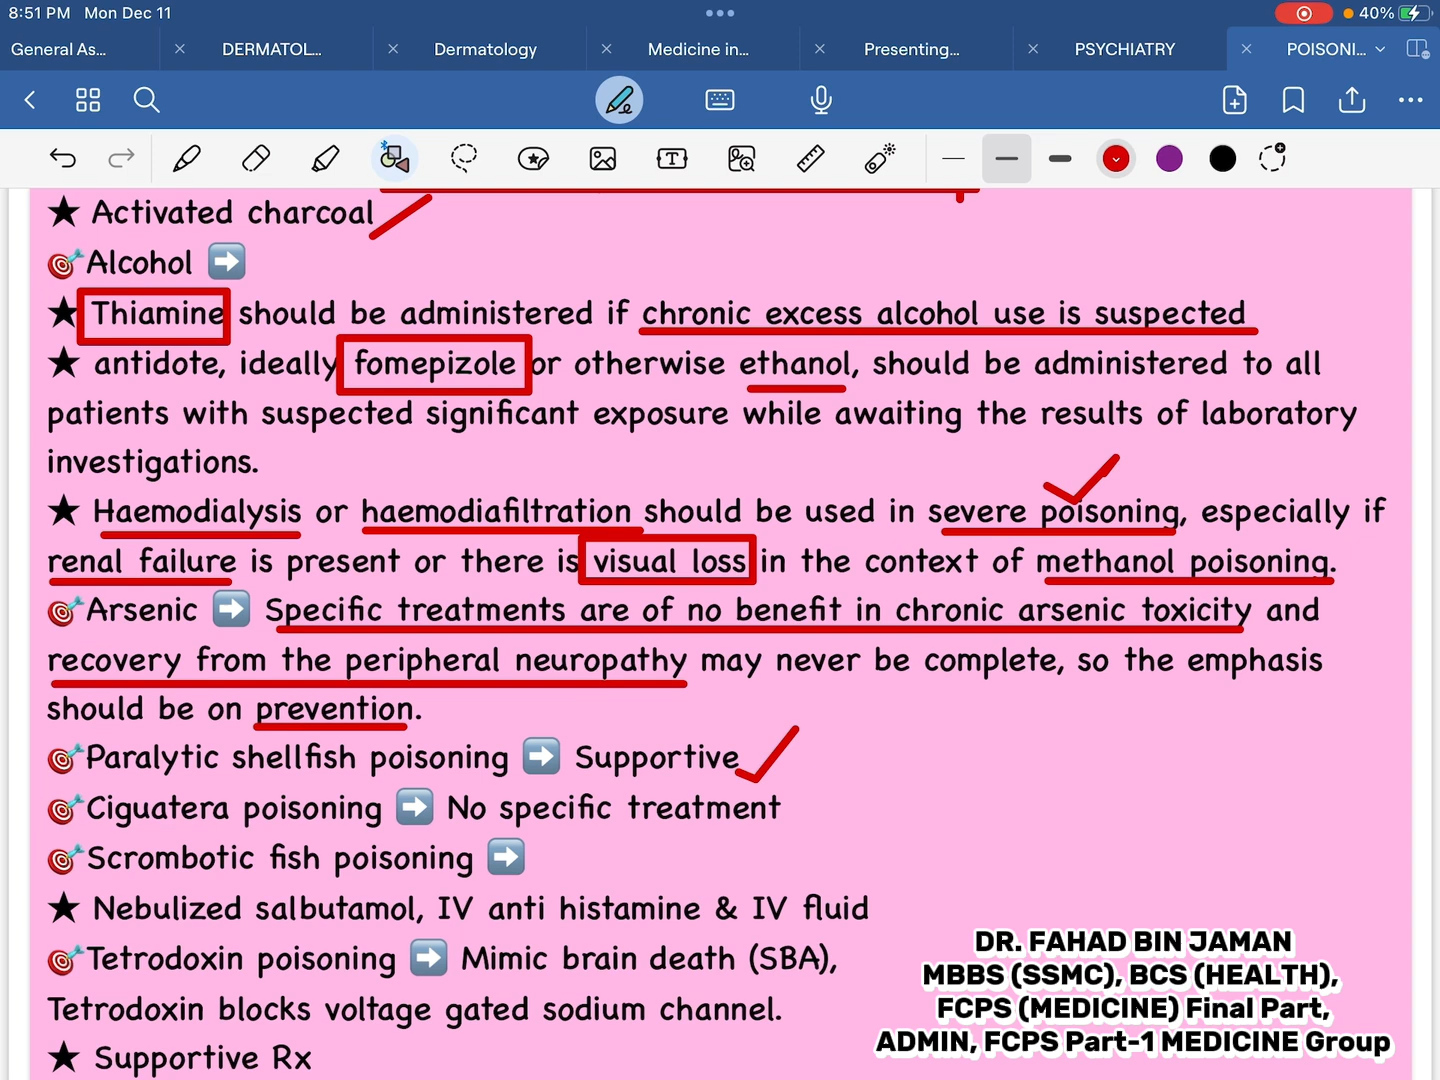 8:51 PM Mon Dec 11
40%
General As...
DERMATOL...
Dermatology
Medicine in...
Presenting...
PSYCHIATRY
POISONI...
★ Activated charcoal
🎯Alcohol ➡️
★ Thiamine should be administered if chronic excess alcohol use is suspected
★ antidote, ideally fomepizole or otherwise ethanol, should be administered to all
patients with suspected significant exposure while awaiting the results of laboratory
investigations.
★ Haemodialysis or haemodiafiltration should be used in severe poisoning, especially if
renal failure is present or there is visual loss in the context of methanol poisoning.
🎯Arsenic ➡️ Specific treatments are of no benefit in chronic arsenic toxicity and
recovery from the peripheral neuropathy may never be complete, so the emphasis
should be on prevention.
🎯Paralytic shellfish poisoning ➡️ Supportive
🎯Ciguatera poisoning ➡️ No specific treatment
🎯Scrombotic fish poisoning ➡️
★ Nebulized salbutamol, IV anti histamine & IV fluid
🎯Tetrodoxin poisoning ➡️ Mimic brain death (SBA),
Tetrodoxin blocks voltage gated sodium channel.
★ Supportive Rx
DR. FAHAD BIN JAMAN
MBBS (SSMC), BCS (HEALTH),
FCPS (MEDICINE) Final Part,
ADMIN, FCPS Part-1 MEDICINE Group